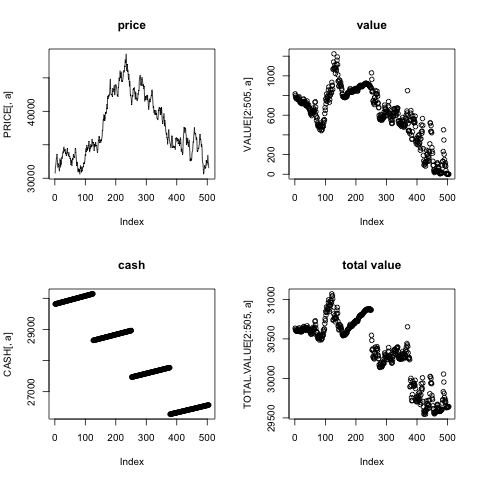 price
PRICE[, a]
30000 40000
0 100 200 300 400 500
Index
value
VALUE[2:505, a]
0 200 600 1000
0 100 200 300 400 500
Index
cash
CASH[, a]
27000 29000
0 100 200 300 400 500
Index
total value
TOTAL.VALUE[2:505, a]
29500 30000 30500 31000
0 100 200 300 400 500
Index